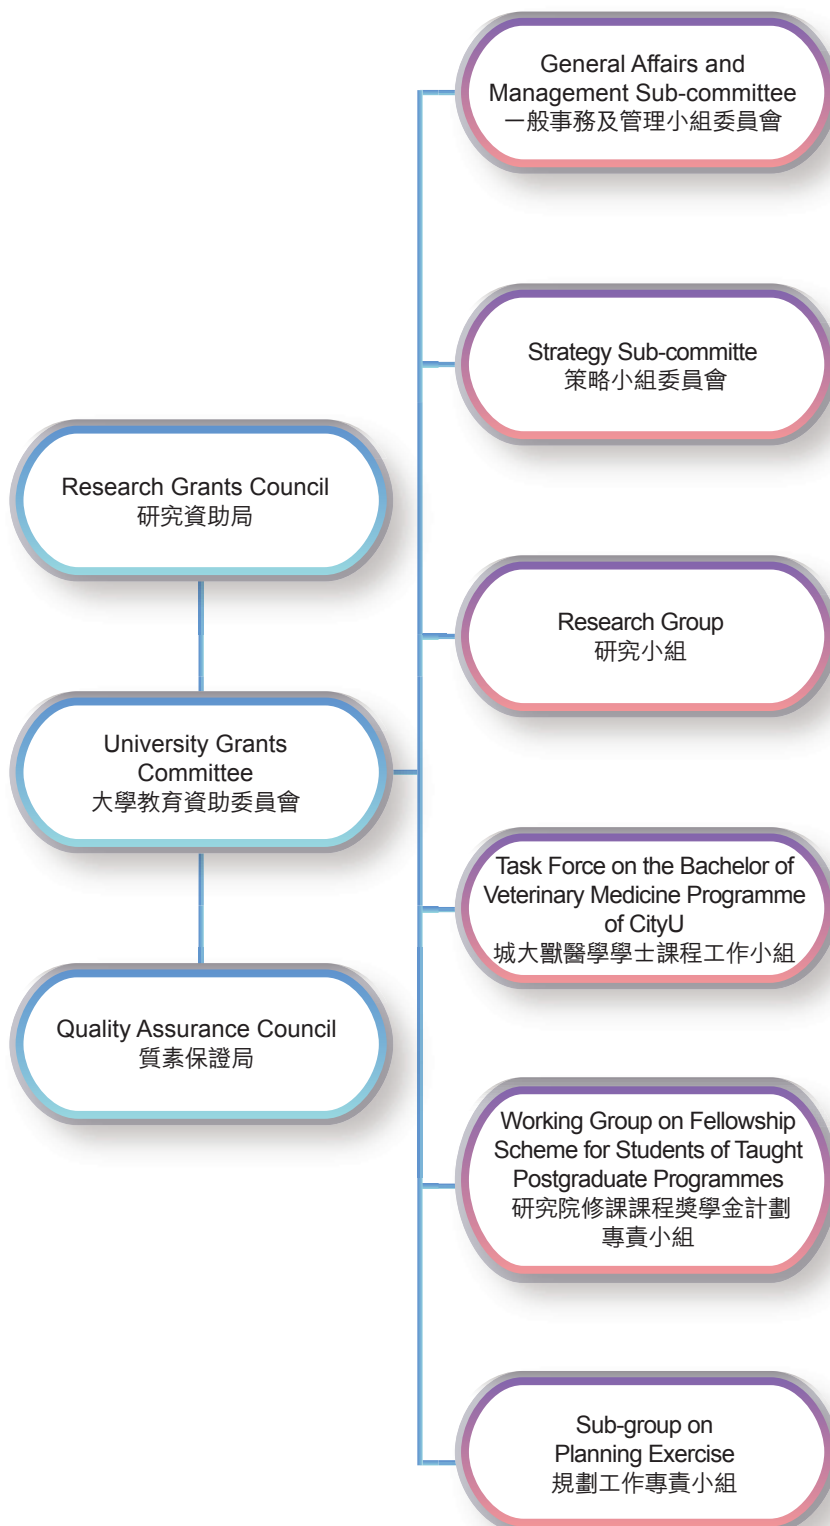 General Affairs and
Management Sub-committee
一般事務及管理小組委員會
Strategy Sub-committe
策略小組委員會
Research Grants Council
研究資助局
Research Group
研究小組
University Grants
Committee
大學教育資助委員會
Task Force on the Bachelor of
Veterinary Medicine Programme
of CityU
城大獸醫學學士課程工作小組
Quality Assurance Council
質素保證局
Working Group on Fellowship
Scheme for Students of Taught
Postgraduate Programmes
研究院修課課程獎學金計劃
專責小組
Sub-group on
Planning Exercise
規劃工作專責小組